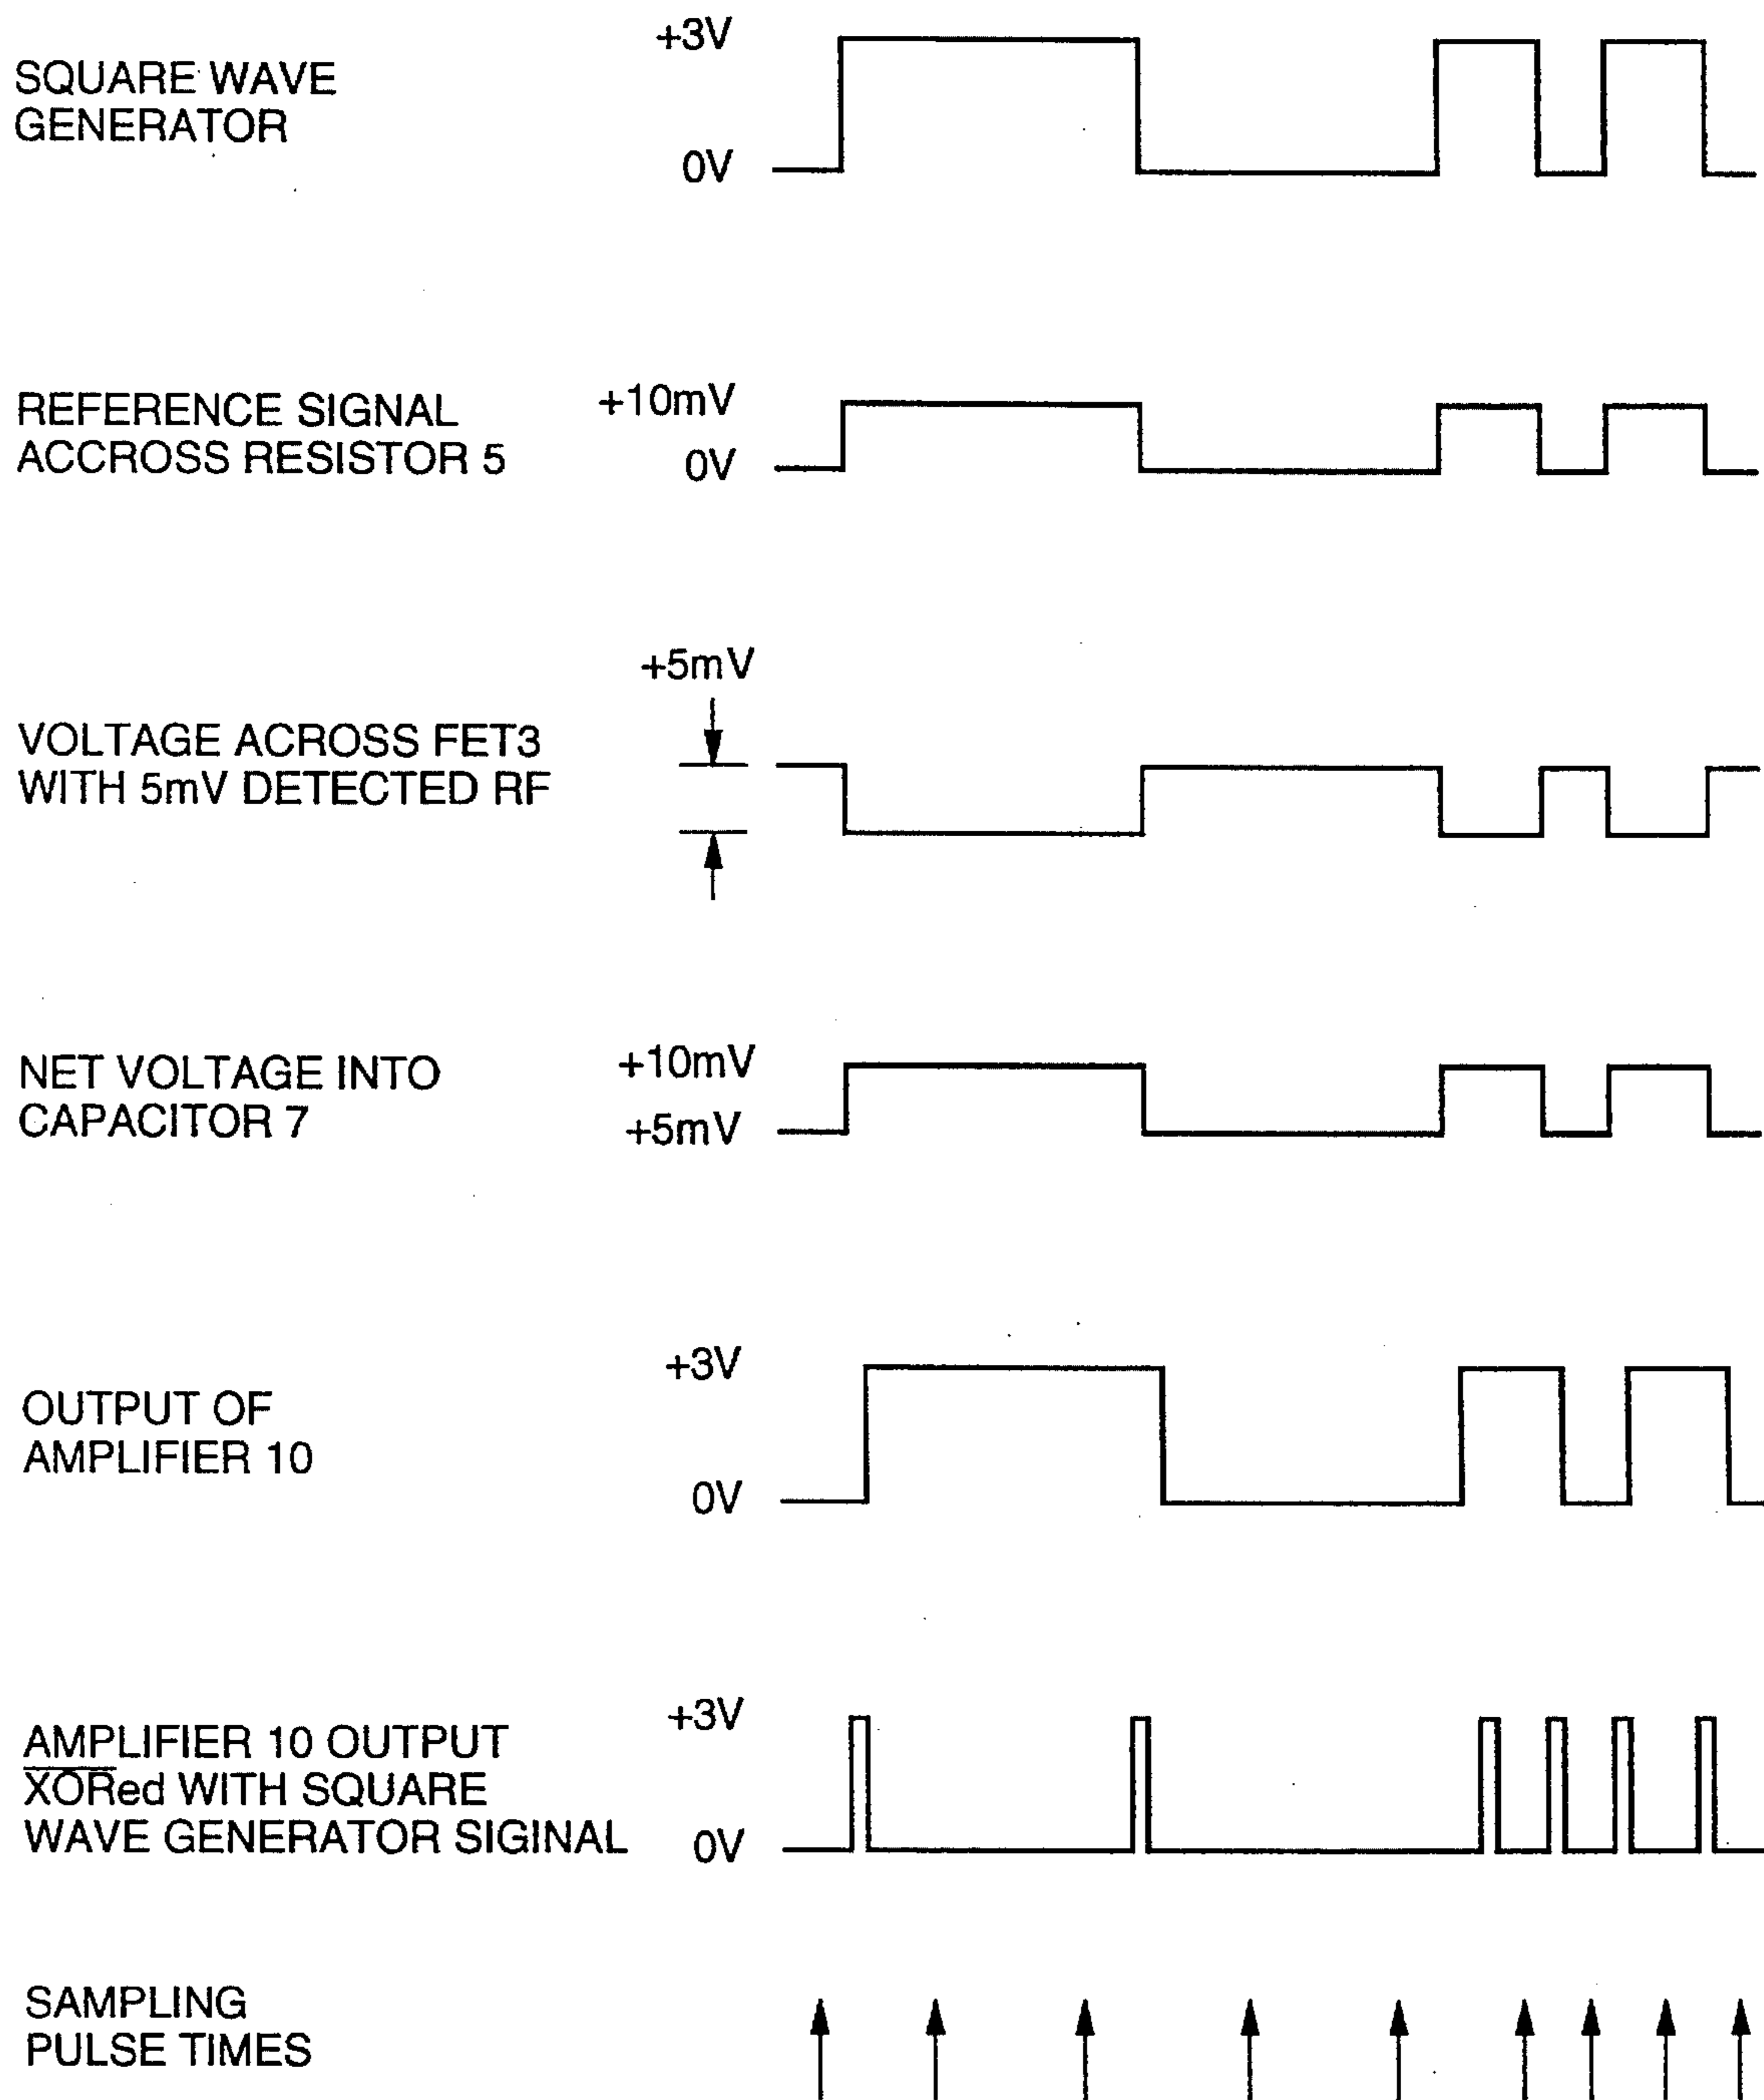 SQUARE WAVE
GENERATOR
+3V
0V
REFERENCE SIGNAL
ACCROSS RESISTOR 5
+10mV
0V
+5mV
VOLTAGE ACROSS FET3
WITH 5mV DETECTED RF
NET VOLTAGE INTO
CAPACITOR 7
+10mV
+5mV
OUTPUT OF
AMPLIFIER 10
+3V
0V
AMPLIFIER 10 OUTPUT
X̅O̅R̅ed WITH SQUARE
WAVE GENERATOR SIGINAL
+3V
0V
SAMPLING
PULSE TIMES